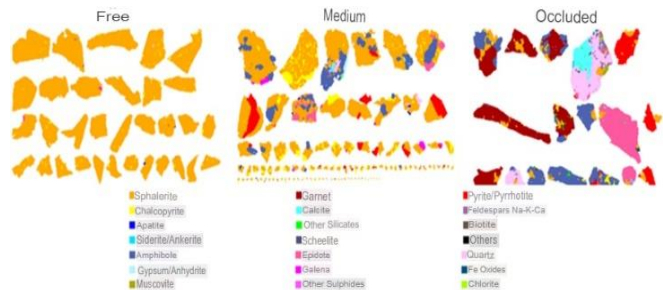 Free
Medium
Occluded
Sphalerite
Chalcopyrite
Apatite
Siderite/Ankerite
Amphibole
Gypsum/Anhydrite
Muscovite
Garnet
Calcite
Other Silicates
Scheelite
Epidote
Galena
Other Sulphides
Pyrite/Pyrrhotite
Feldespars Na-K-Ca
Biotite
Others
Quartz
Fe Oxides
Chlorite